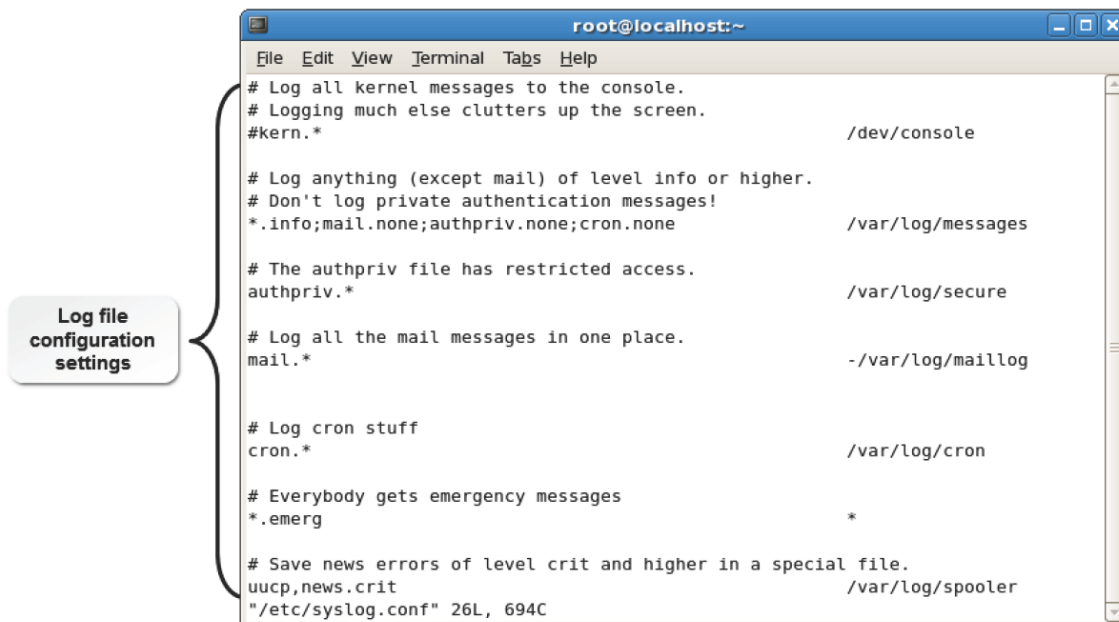 root@localhost:~
File Edit View Terminal Tabs Help
# Log all kernel messages to the console.
# Logging much else clutters up the screen.
#kern.* /dev/console
# Log anything (except mail) of level info or higher.
# Don't log private authentication messages!
*.info;mail.none;authpriv.none;cron.none /var/log/messages
# The authpriv file has restricted access.
authpriv.* /var/log/secure
# Log all the mail messages in one place.
mail.* -/var/log/maillog
# Log cron stuff
cron.* /var/log/cron
# Everybody gets emergency messages
*.emerg *
# Save news errors of level crit and higher in a special file.
uucp,news.crit /var/log/spooler
"/etc/syslog.conf" 26L, 694C
Log file
configuration
settings